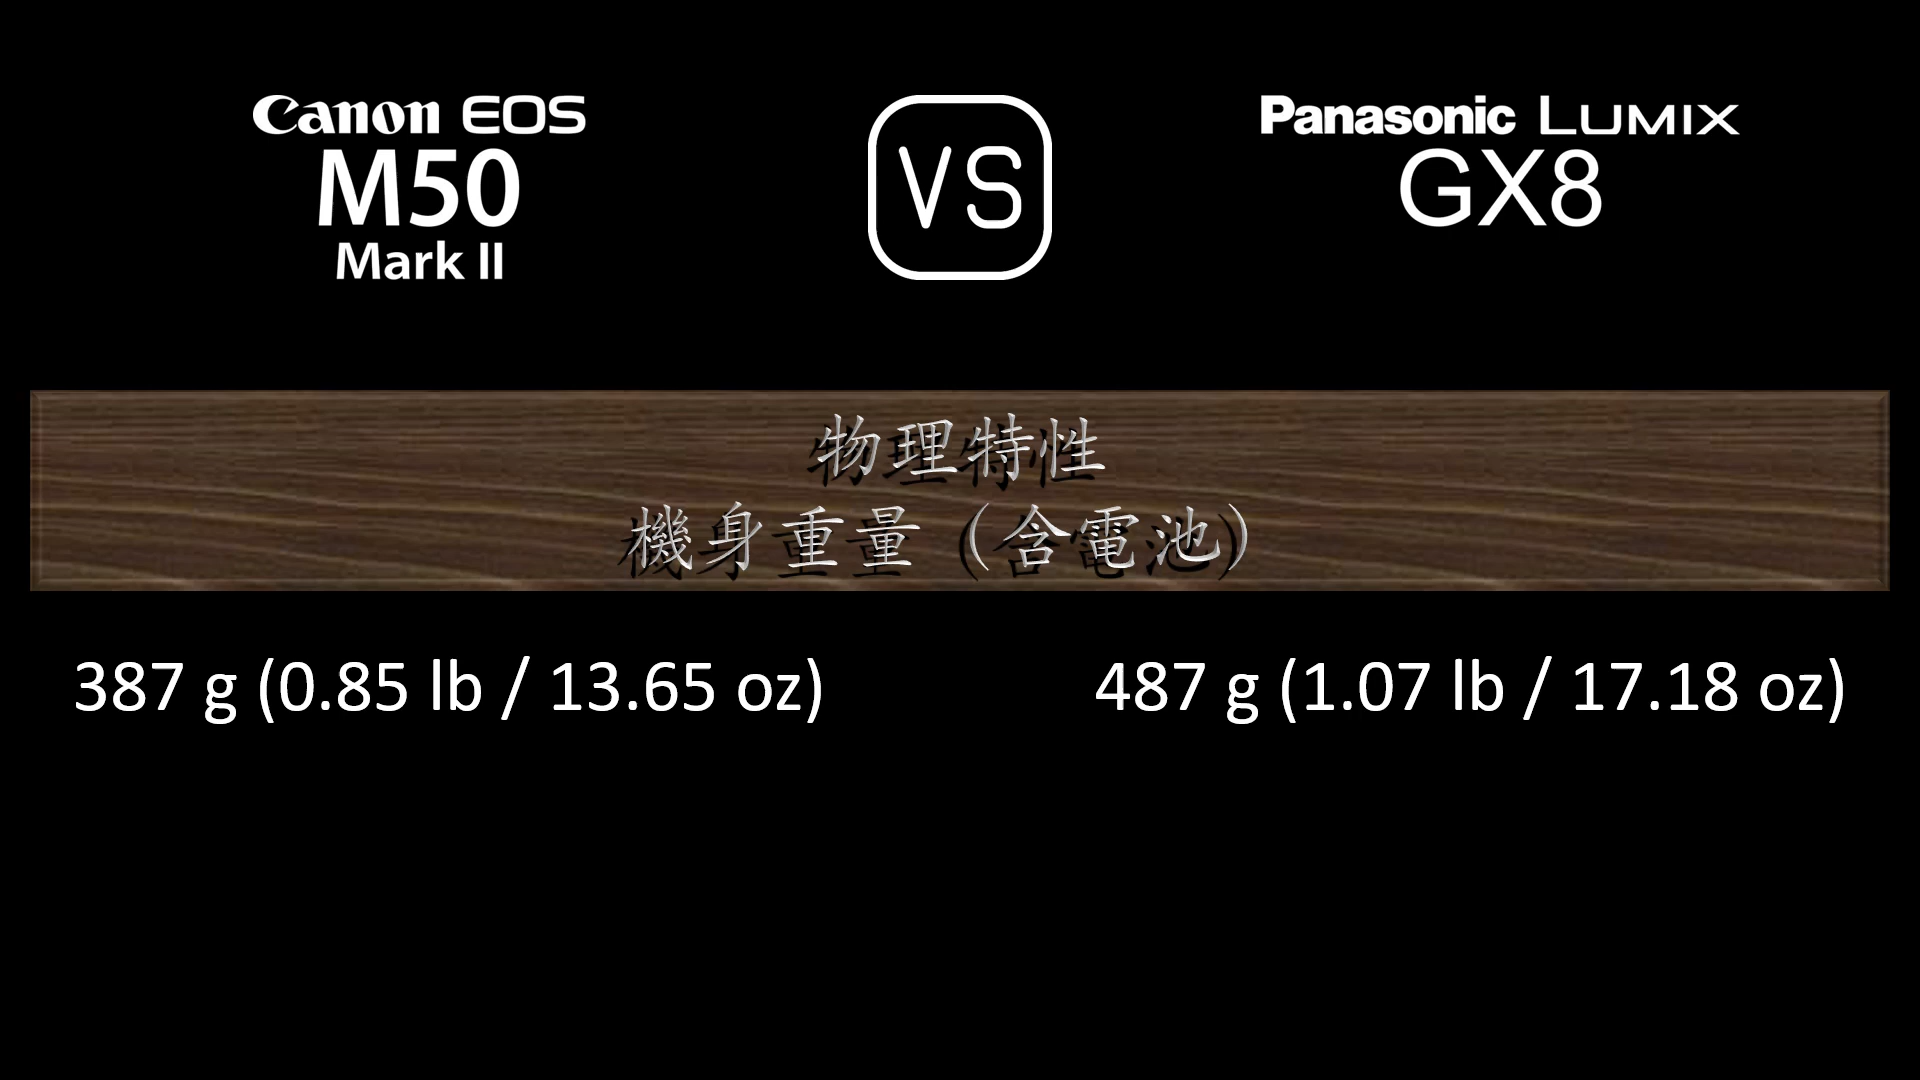 Canon EOS
M50
Mark II
VS
Panasonic LUMIX
GX8
物理特性
機身重量（含電池）
387 g (0.85 lb / 13.65 oz)
487 g (1.07 lb / 17.18 oz)